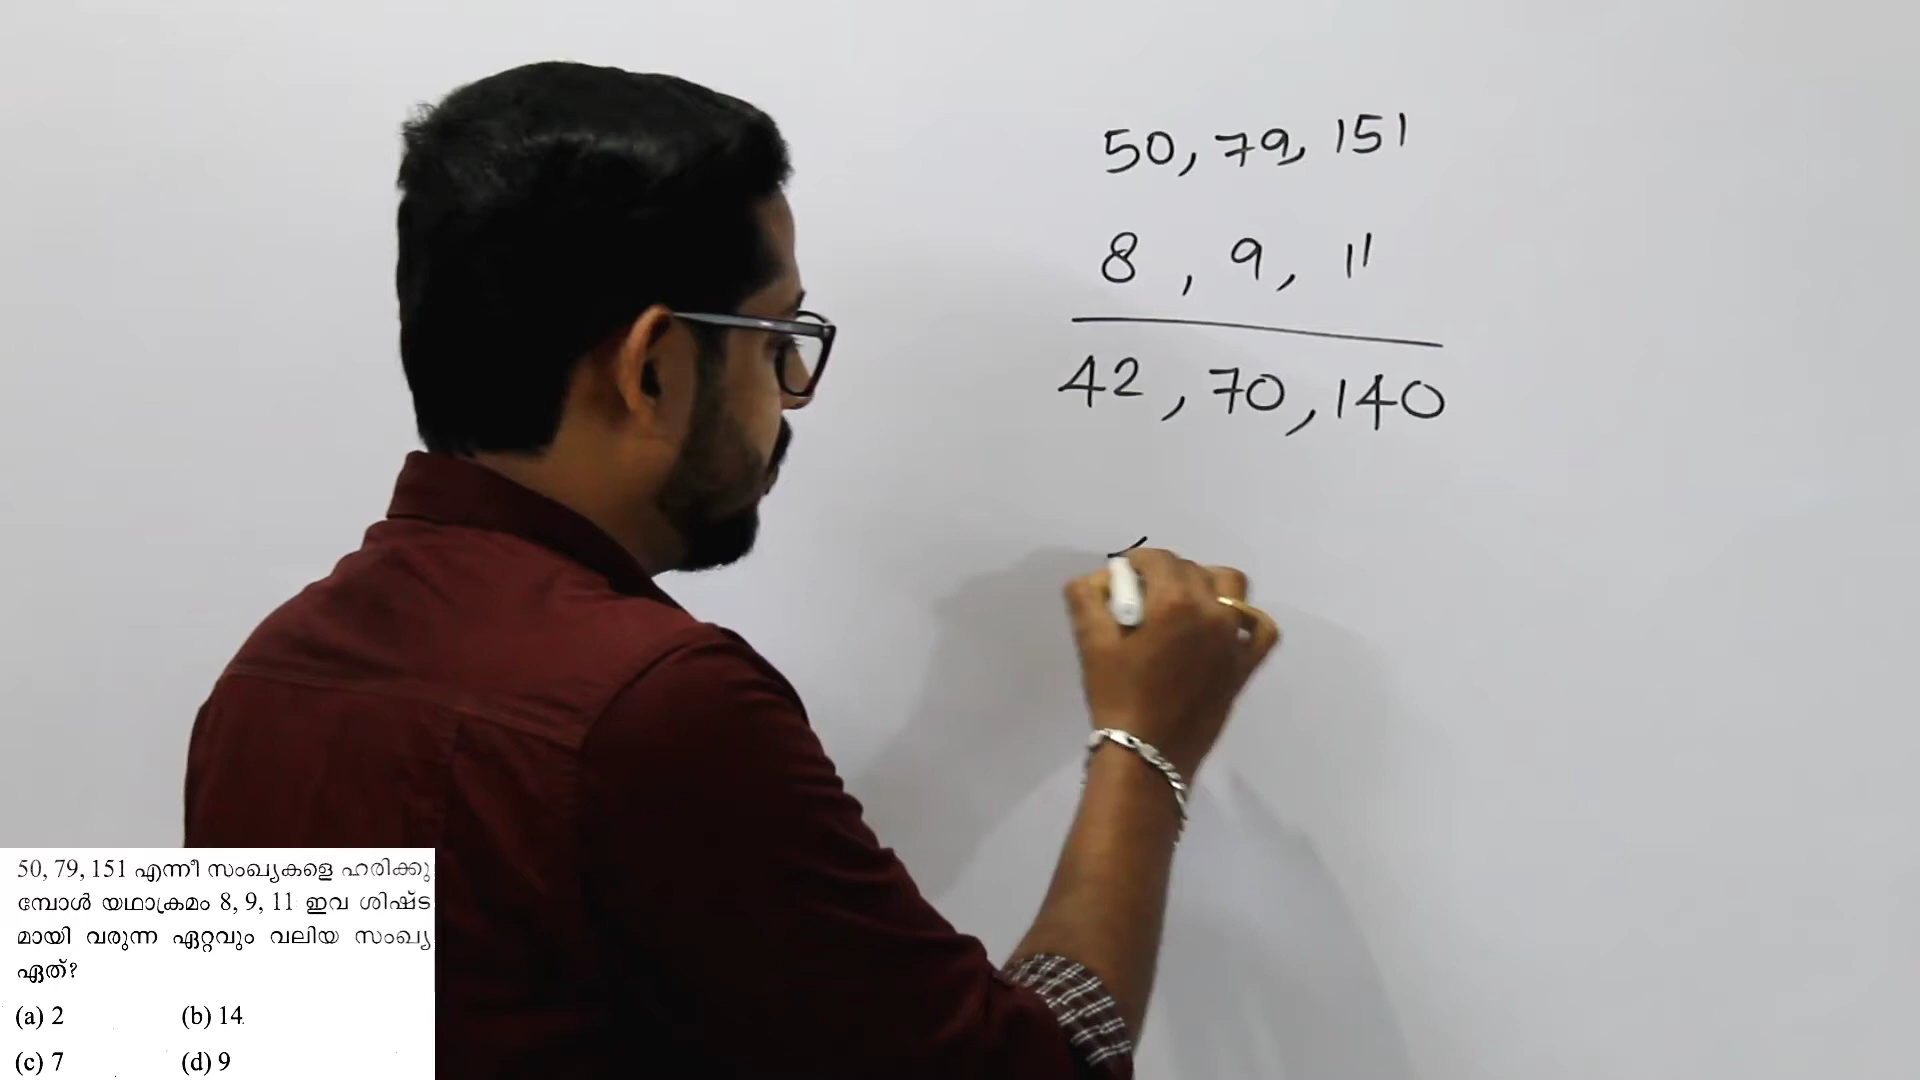 50, 79, 151
8, 9, 11
42, 70, 140
50, 79, 151 എന്നീ സംഖ്യകളെ ഹരിക്കു
മ്പോൾ യഥാക്രമം 8, 9, 11 ഇവ ശിഷ്ട
മായി വരുന്ന ഏറ്റവും വലിയ സംഖ്യ
ഏത്?
(a) 2 (b) 14
(c) 7 (d) 9